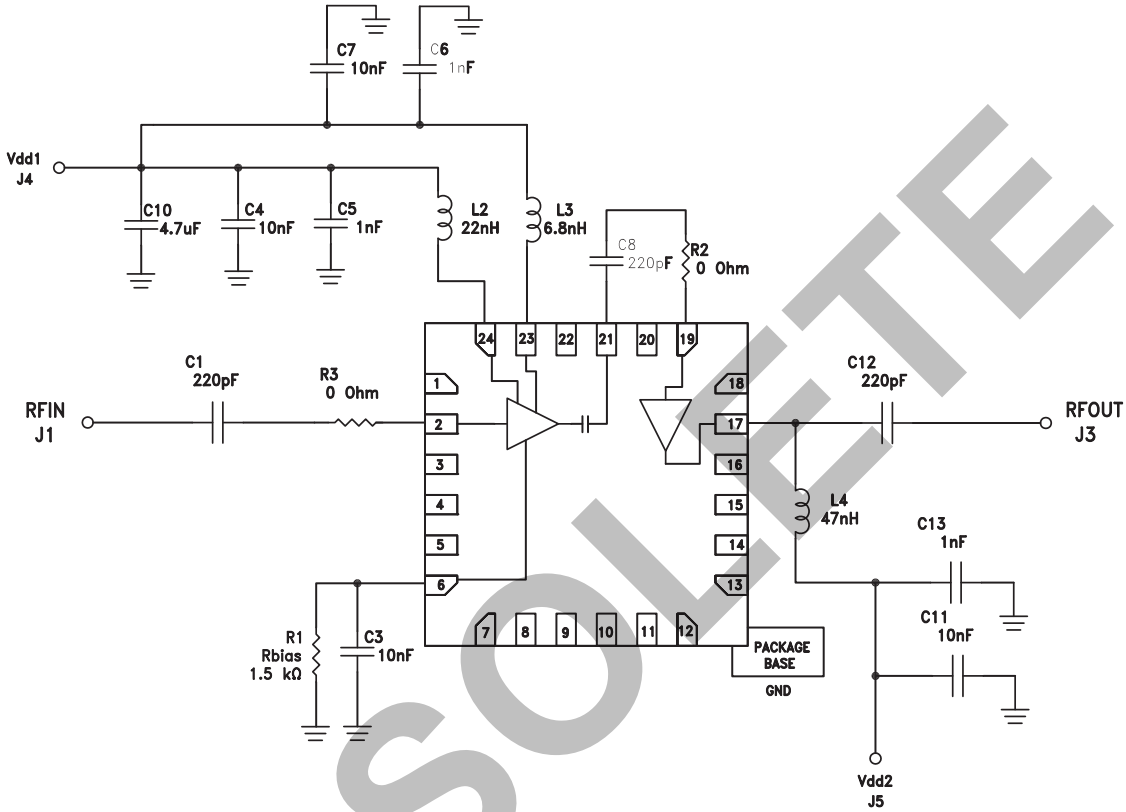 C7
10nF
C6
1nF
Vdd1
J4
C10
4.7uF
C4
10nF
C5
1nF
L2
22nH
L3
6.8nH
C8
220pF
R2
0 Ohm
24
23
22
21
20
19
C1
220pF
R3
0 Ohm
RFIN
J1
1
2
3
4
5
6
18
17
16
15
14
13
C12
220pF
RFOUT
J3
L4
47nH
C13
1nF
C11
10nF
R1
Rbias
1.5 kΩ
C3
10nF
7
8
9
10
11
12
PACKAGE
BASE
GND
Vdd2
J5
SOLETE